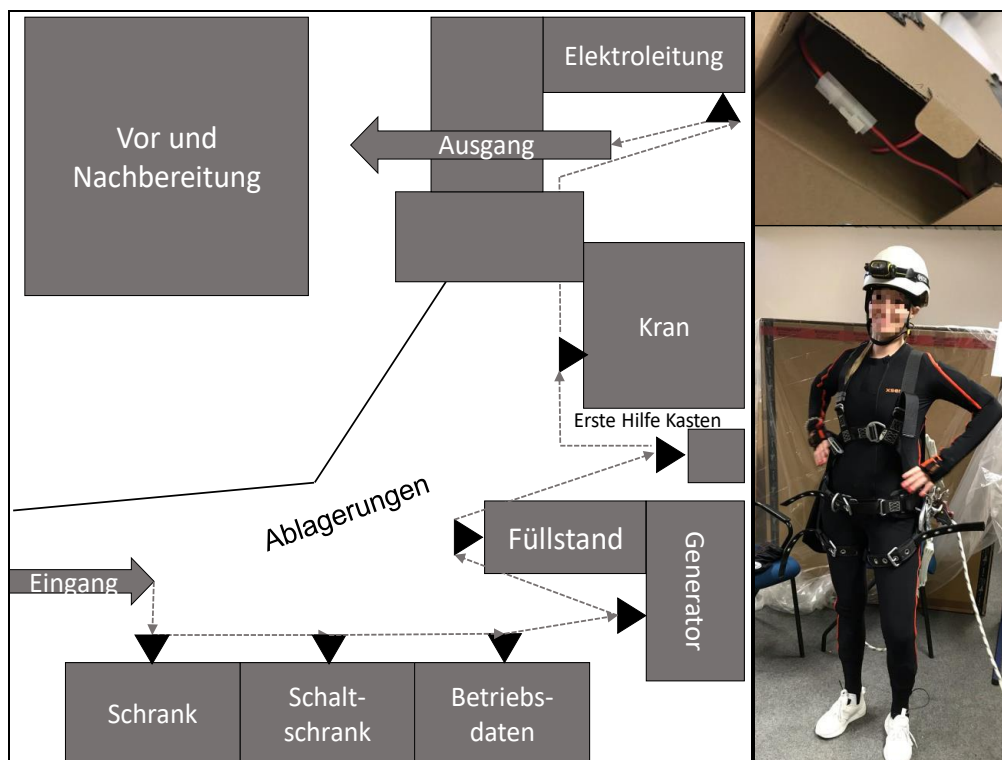 Elektroleitung
Vor und
Nachbereitung
Ausgang
Kran
Erste Hilfe Kasten
Ablagerungen
Füllstand
Generator
Eingang
Schrank
Schalt-
schrank
Betriebs-
daten